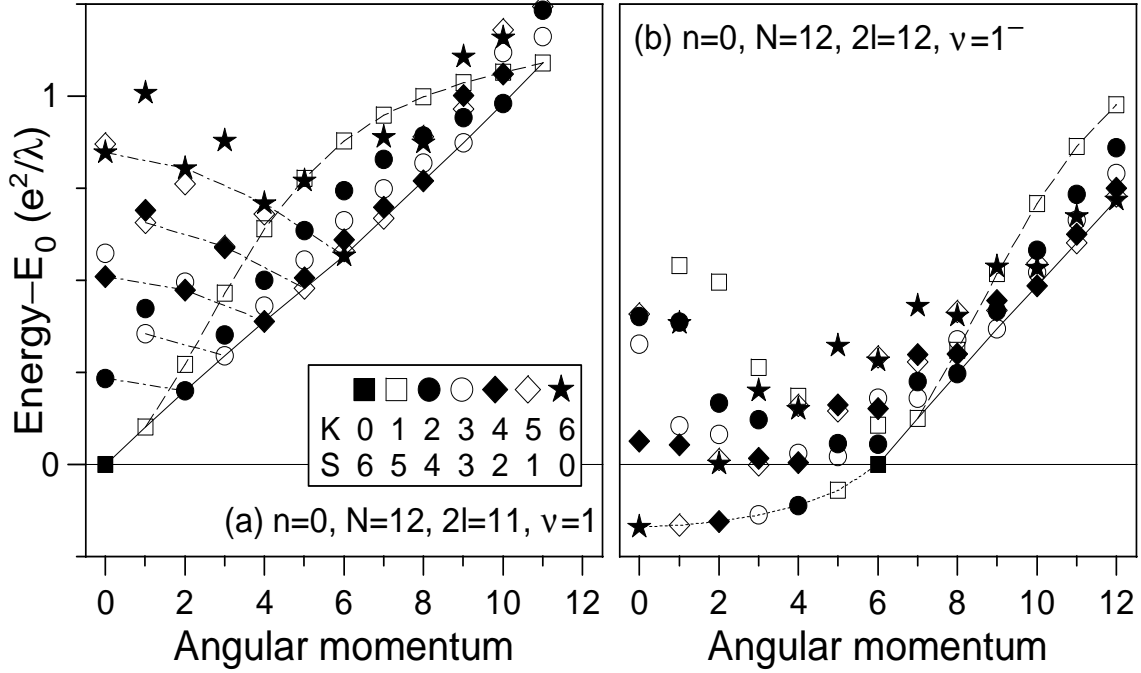 Energy–E₀ (e²/λ)
1
0
K 0 1 2 3 4 5 6
S 6 5 4 3 2 1 0
(a) n=0, N=12, 2l=11, ν=1
0 2 4 6 8 10 12
Angular momentum
(b) n=0, N=12, 2l=12, ν=1⁻
0 2 4 6 8 10 12
Angular momentum